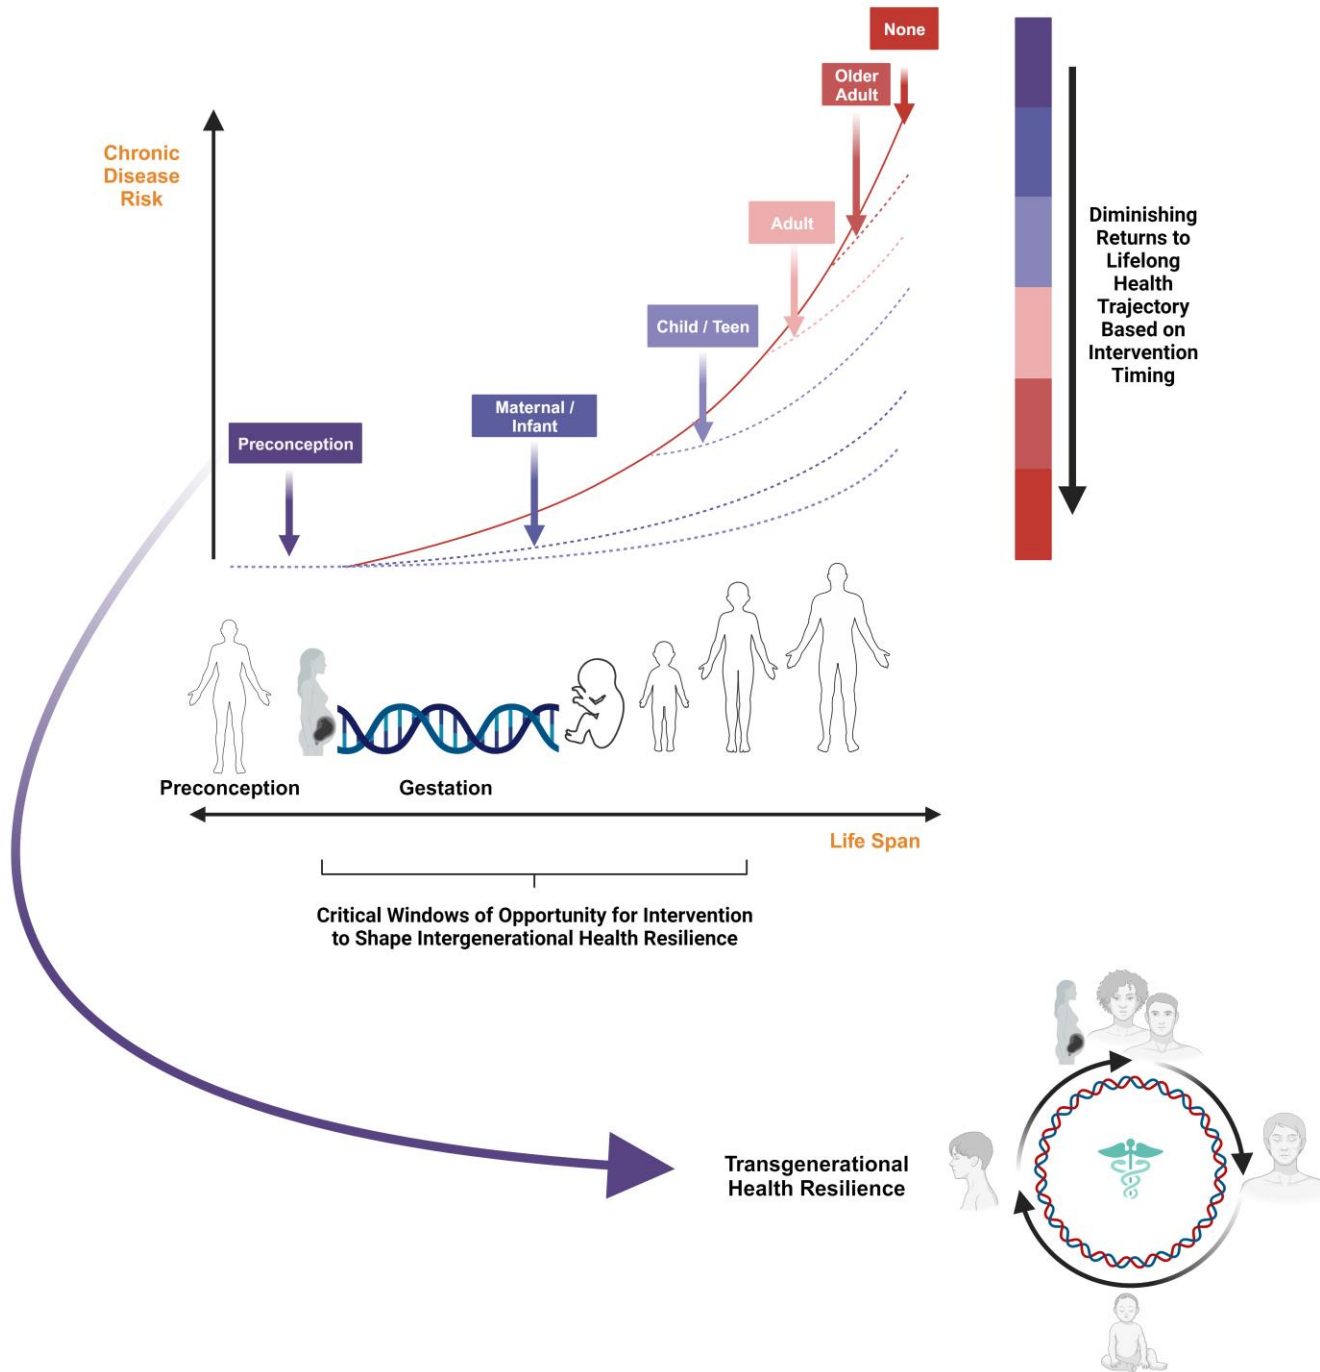 None
Older
Adult
Chronic
Disease
Risk
Adult
Diminishing
Returns to
Lifelong
Health
Trajectory
Based on
Intervention
Timing
Child / Teen
Maternal /
Infant
Preconception
Preconception
Gestation
Life Span
Critical Windows of Opportunity for Intervention
to Shape Intergenerational Health Resilience
Transgenerational
Health Resilience